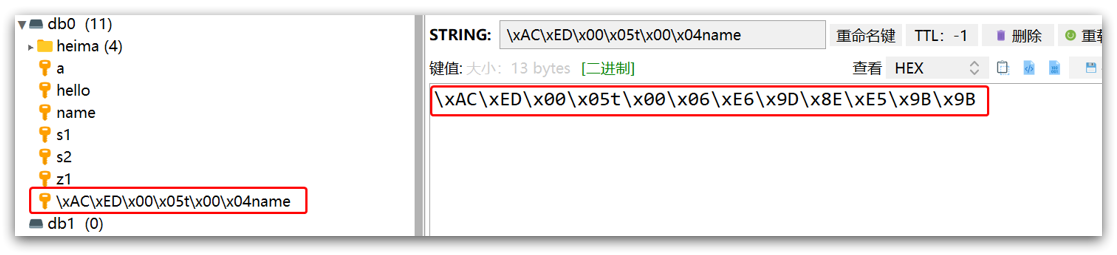 db0 (11)
heima (4)
a
hello
name
s1
s2
z1
\xAC\xED\x00\x05t\x00\x04name
db1 (0)
STRING: \xAC\xED\x00\x05t\x00\x04name 重命名键 TTL: -1 删除 重载
键值: 大小: 13 bytes [二进制] 查看 HEX
\xAC\xED\x00\x05t\x00\x06\xE6\x9D\x8E\xE5\x9B\x9B